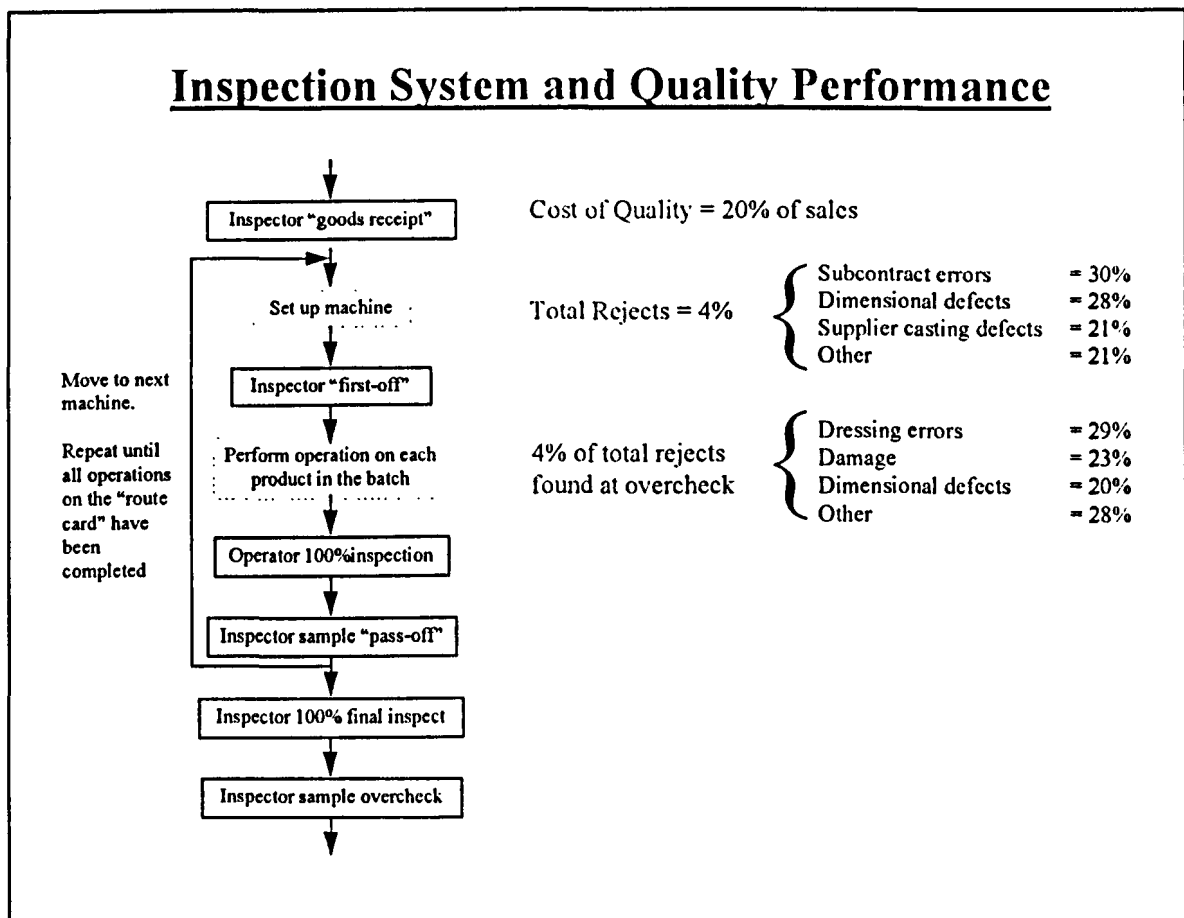 Inspection System and Quality Performance
Inspector "goods receipt"
Set up machine
Inspector "first-off"
Perform operation on each
product in the batch
Operator 100%inspection
Inspector sample "pass-off"
Inspector 100% final inspect
Inspector sample overcheck
Move to next
machine.
Repeat until
all operations
on the "route
card" have
been
completed
Cost of Quality = 20% of sales
Total Rejects = 4%
Subcontract errors = 30%
Dimensional defects = 28%
Supplier casting defects = 21%
Other = 21%
4% of total rejects
found at overcheck
Dressing errors = 29%
Damage = 23%
Dimensional defects = 20%
Other = 28%